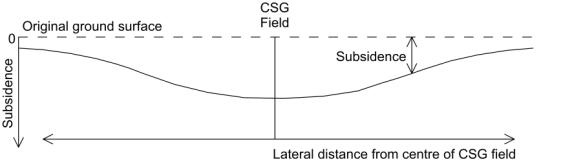 CSG
Field
Original ground surface
0
Subsidence
Subsidence
Lateral distance from centre of CSG field